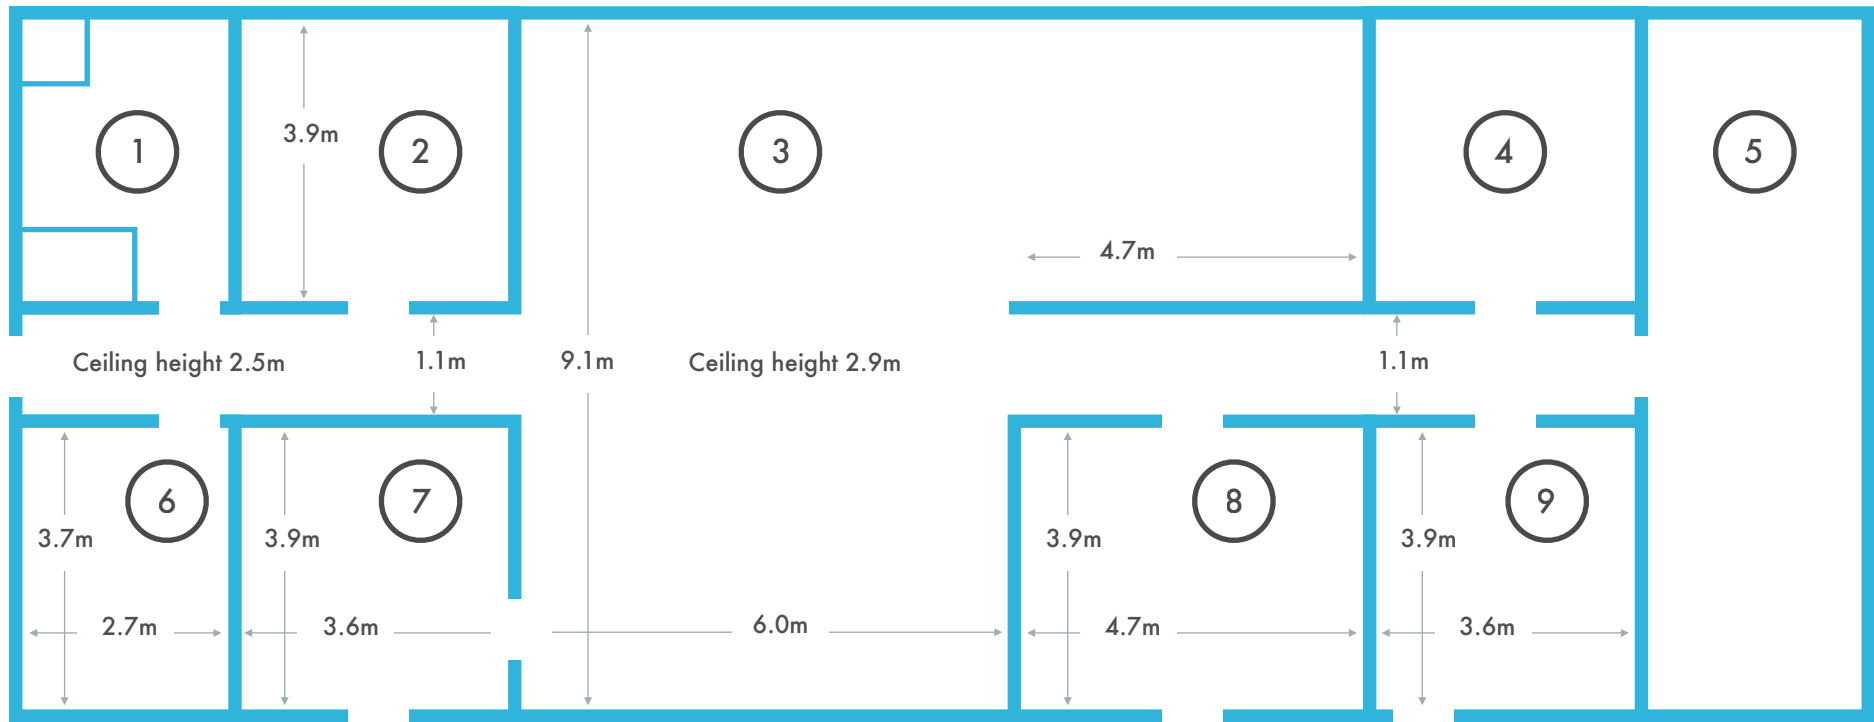 1
2
3
4
5
3.9m
4.7m
Ceiling height 2.5m
1.1m
9.1m
Ceiling height 2.9m
1.1m
6
7
8
9
3.7m
3.9m
3.9m
3.9m
2.7m
3.6m
6.0m
4.7m
3.6m